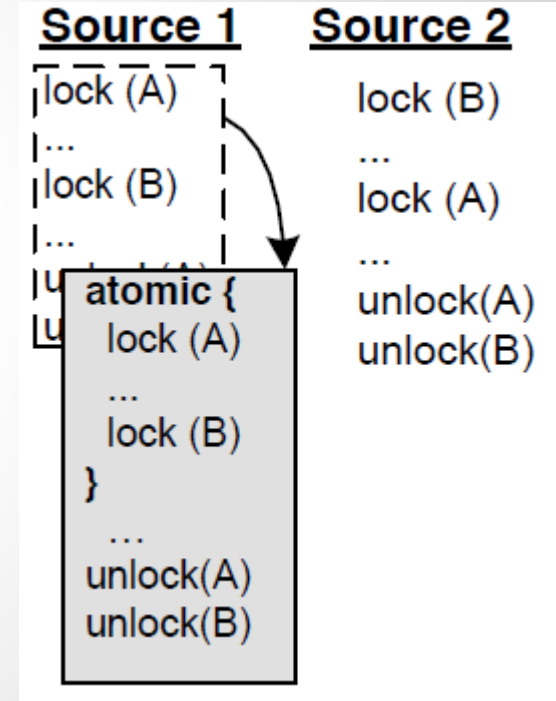 Source 1
lock (A)
...
lock (B)
...
atomic {
lock (A)
...
lock (B)
}
...
unlock(A)
unlock(B)
Source 2
lock (B)
...
lock (A)
...
unlock(A)
unlock(B)